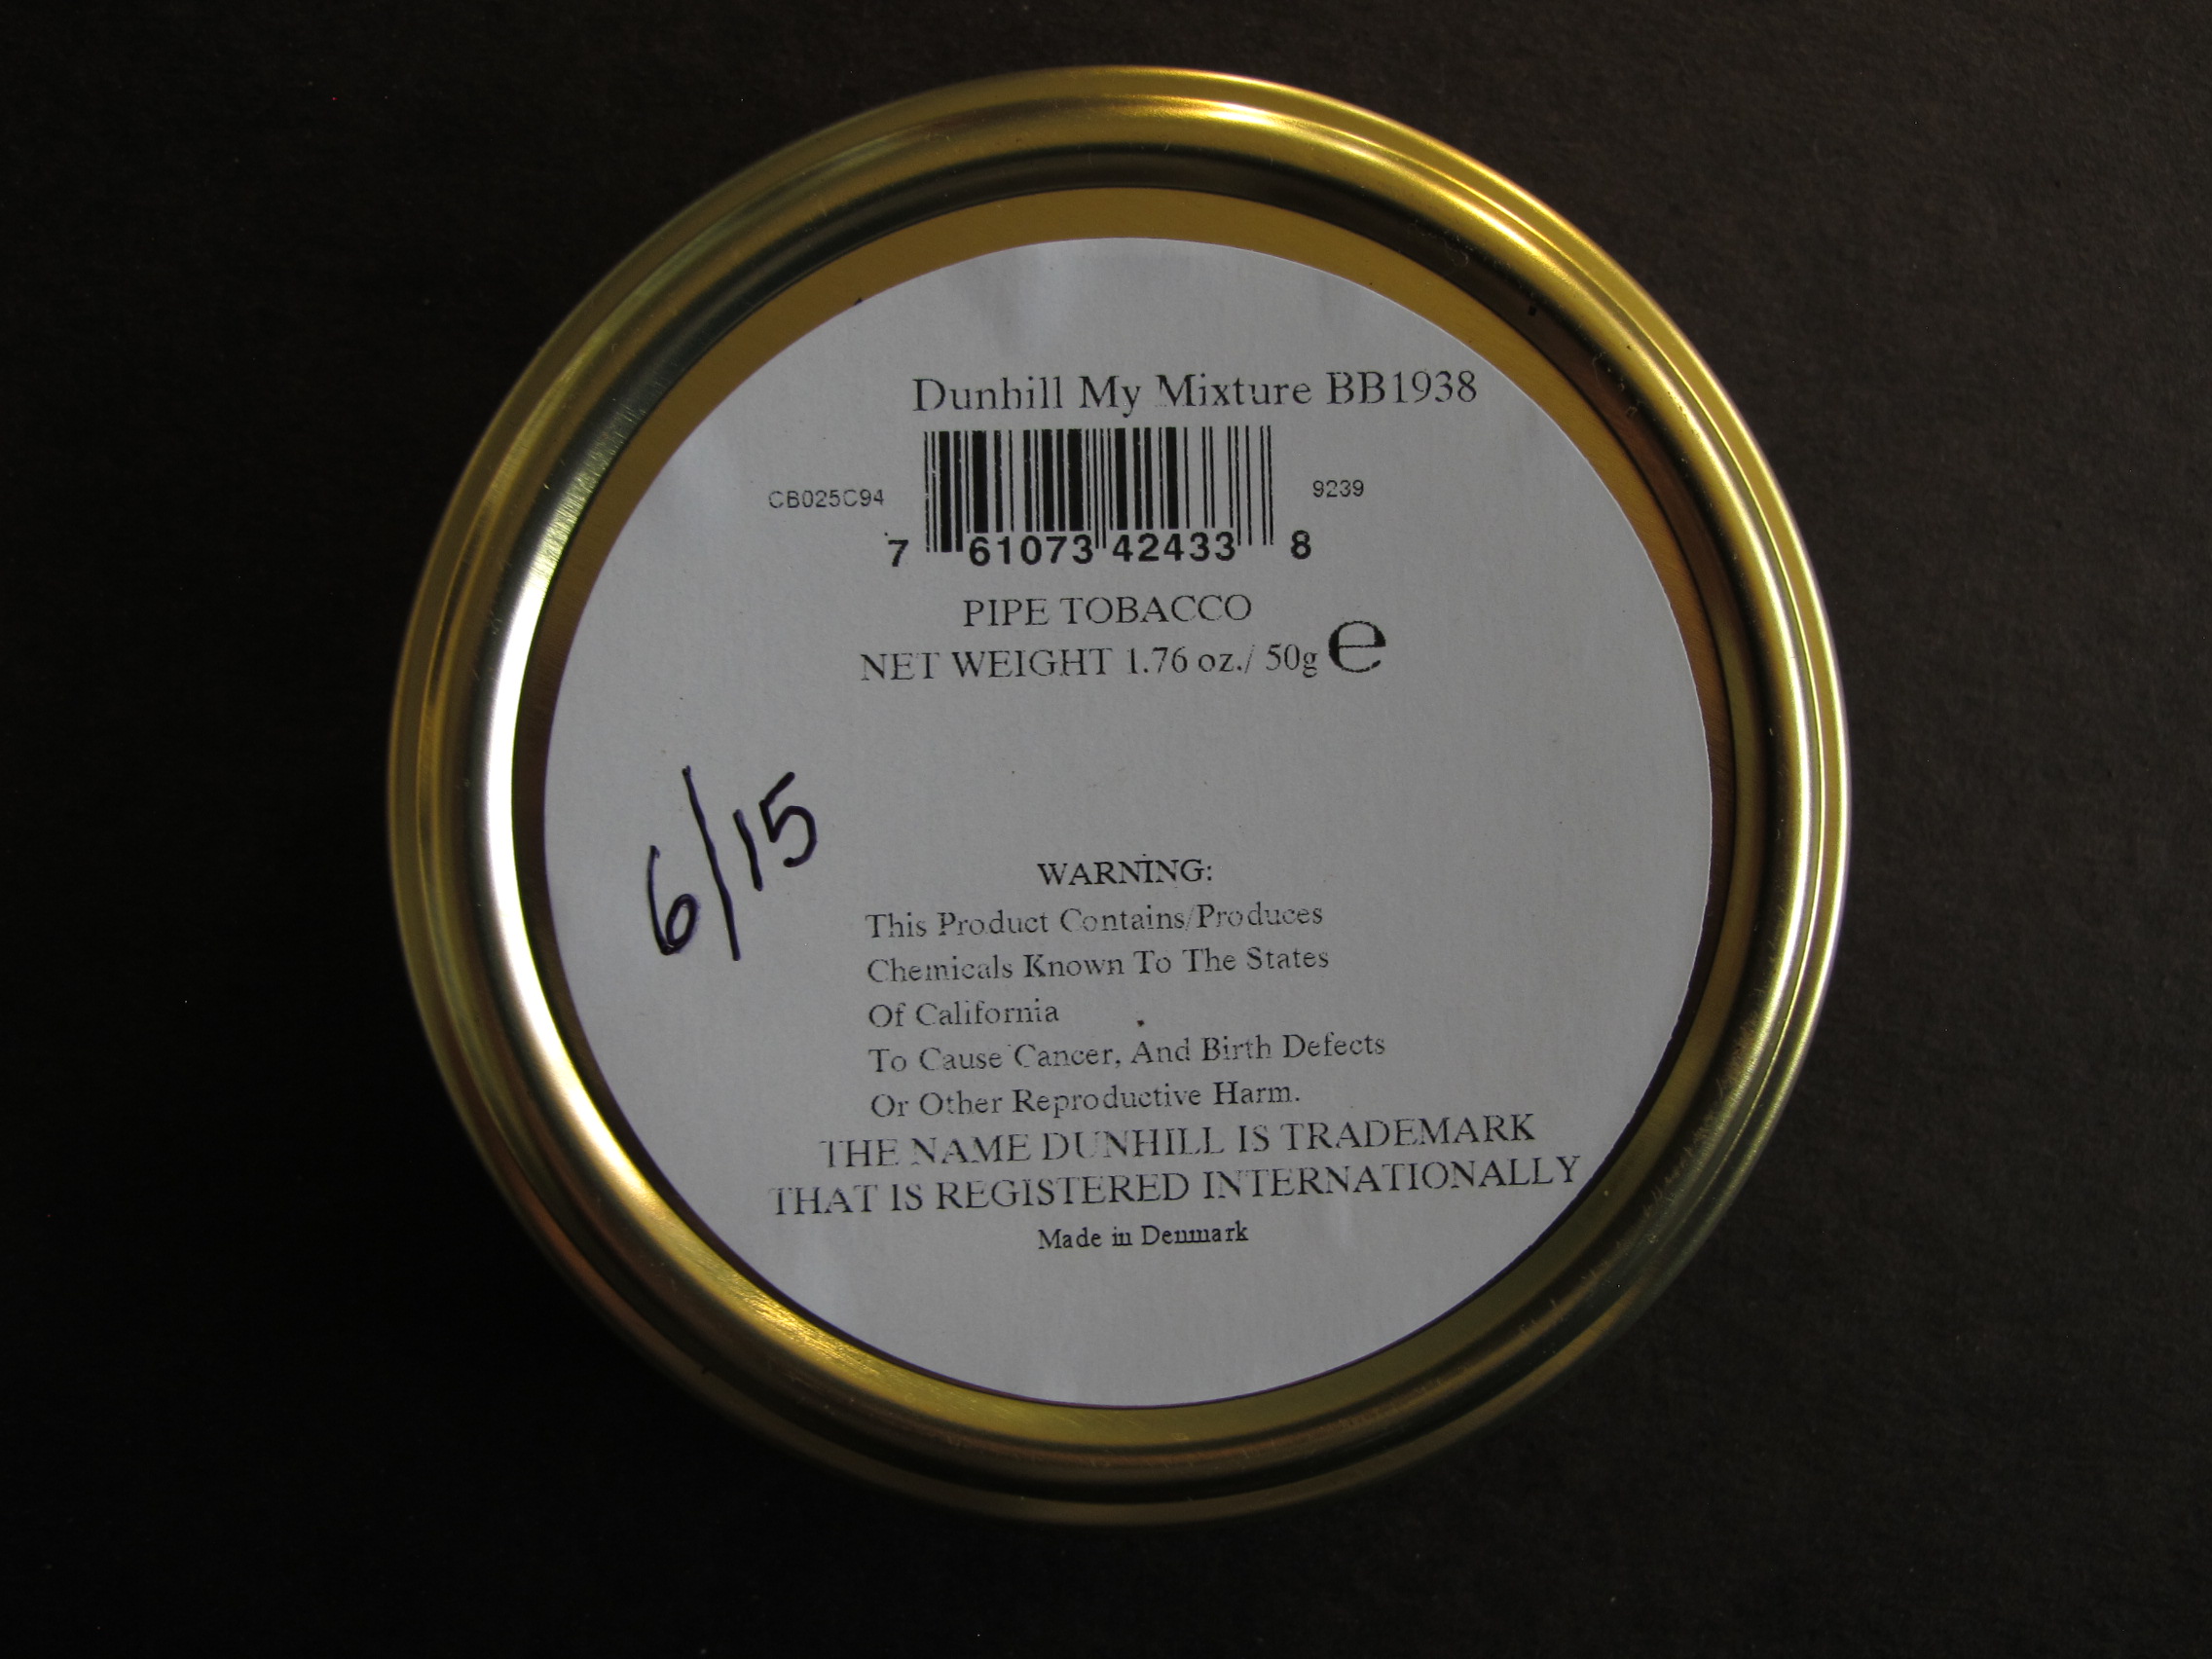 Dunhill My Mixture BB1938
CB025C94
9239
7 61073 42433 8
PIPE TOBACCO
NET WEIGHT 1.76 oz./ 50g e
6/15
WARNING:
This Product Contains/Produces
Chemicals Known To The States
Of California
To Cause Cancer, And Birth Defects
Or Other Reproductive Harm.
THE NAME DUNHILL IS TRADEMARK
THAT IS REGISTERED INTERNATIONALLY
Made in Denmark